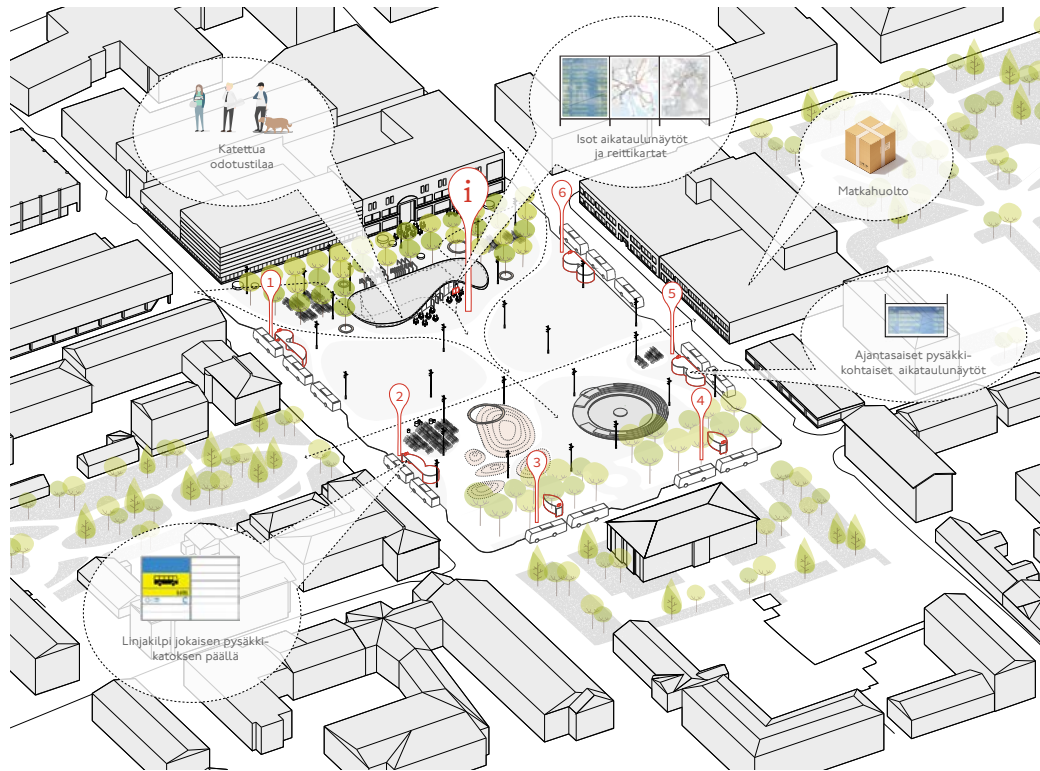 Katettua
odotustilaa
Isot aikataulunäytöt
ja reittikartat
Matkahuolto
i
6
1
5
Ajantasaiset pysäkki-
kohtaiset aikataulunäytöt
2
4
3
Linjakilpi jokaisen pysäkki-
katoksen päällä